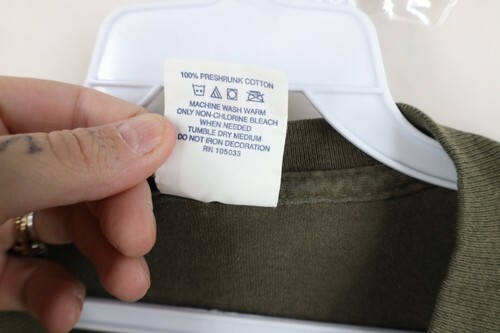 100% PRESHRUNK COTTON
MACHINE WASH WARM
ONLY NON-CHLORINE BLEACH
WHEN NEEDED
TUMBLE DRY MEDIUM
DO NOT IRON DECORATION
RN 105033